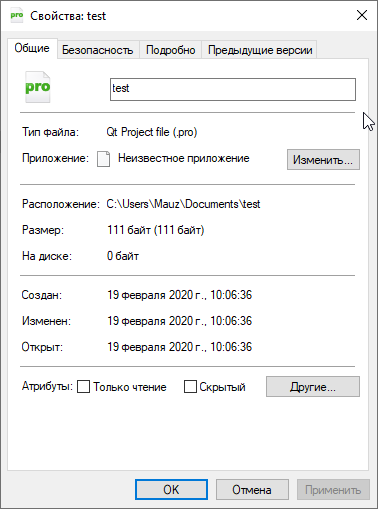 Свойства: test
Общие Безопасность Подробно Предыдущие версии
pro test
Тип файла: Qt Project file (.pro)
Приложение: Неизвестное приложение Изменить...
Расположение: C:\Users\Mauz\Documents\test
Размер: 111 байт (111 байт)
На диске: 0 байт
Создан: 19 февраля 2020 г., 10:06:36
Изменен: 19 февраля 2020 г., 10:06:36
Открыт: 19 февраля 2020 г., 10:06:36
Атрибуты: Только чтение Скрытый Другие...
OK Отмена Применить